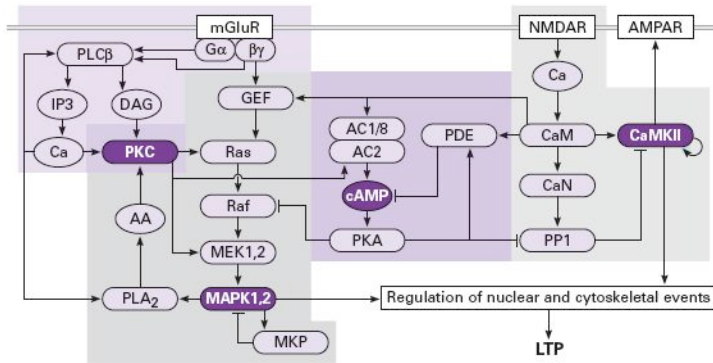 mGluR
NMDAR
AMPAR
Gα
βγ
PLCβ
Ca
IP3
DAG
GEF
AC1/8
PDE
CaM
CaMKII
Ca
PKC
Ras
AC2
cAMP
CaN
AA
Raf
PKA
PP1
MEK1,2
PLA2
MAPK1,2
Regulation of nuclear and cytoskeletal events
MKP
LTP